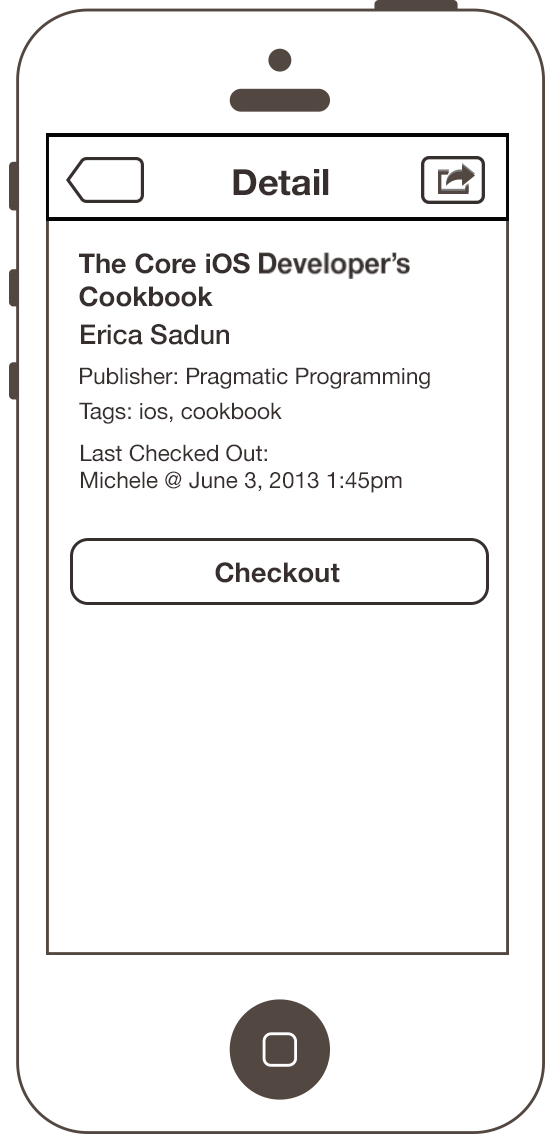 Detail
The Core iOS Developer’s
Cookbook
Erica Sadun
Publisher: Pragmatic Programming
Tags: ios, cookbook
Last Checked Out:
Michele @ June 3, 2013 1:45pm
Checkout